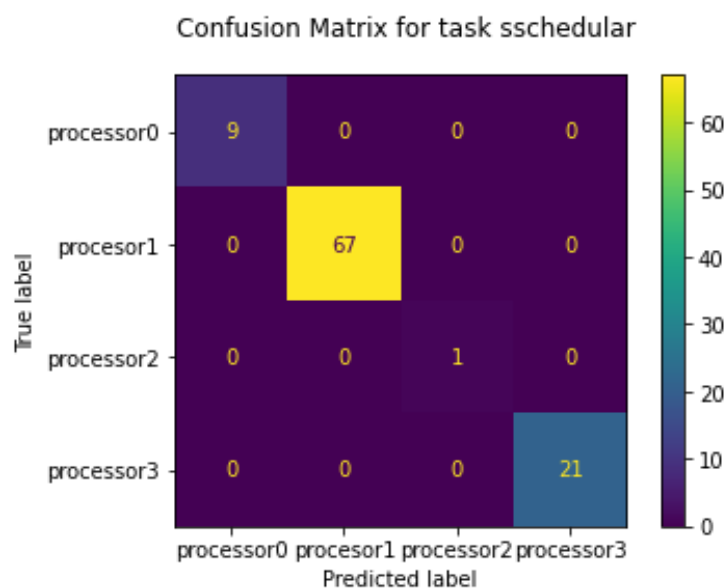 Confusion Matrix for task sschedular
processor0 9 0 0 0
procesor1 0 67 0 0
processor2 0 0 1 0
processor3 0 0 0 21
processor0 procesor1 processor2 processor3
Predicted label
True label
60
50
40
30
20
10
0